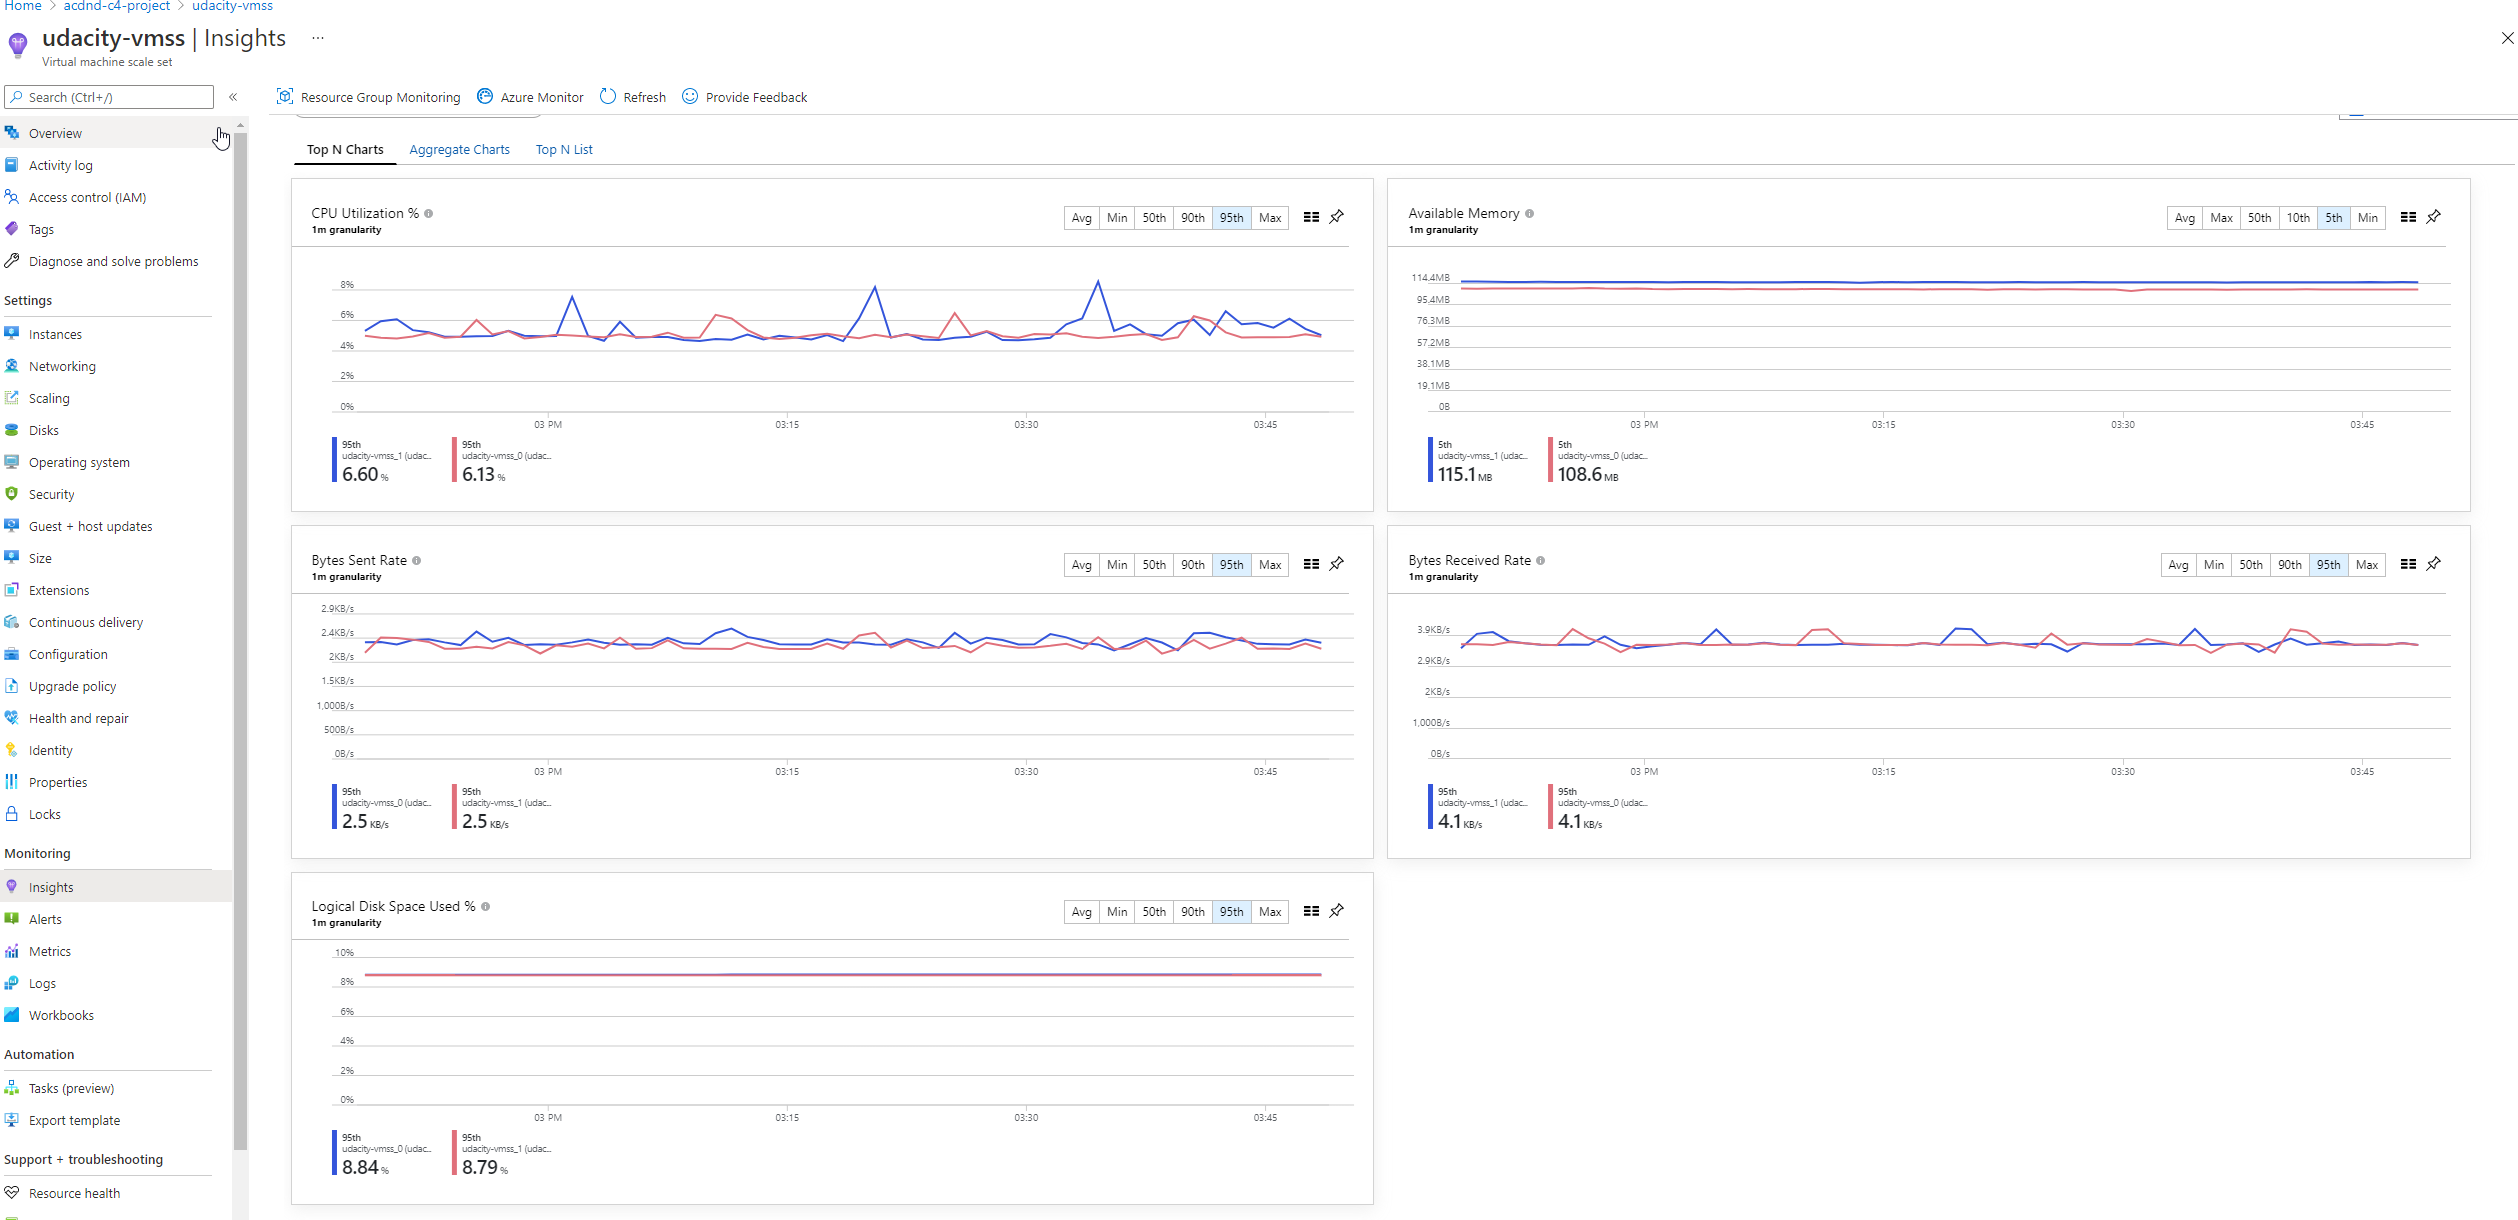 Home > acdnd-c4-project > udacity-vmss
udacity-vmss | Insights ...
Virtual machine scale set
Search (Ctrl+/)
«
Resource Group Monitoring
Azure Monitor
Refresh
Provide Feedback
Overview
Activity log
Access control (IAM)
Tags
Diagnose and solve problems
Settings
Instances
Networking
Scaling
Disks
Operating system
Security
Guest + host updates
Size
Extensions
Continuous delivery
Configuration
Upgrade policy
Health and repair
Identity
Properties
Locks
Monitoring
Insights
Alerts
Metrics
Logs
Workbooks
Automation
Tasks (preview)
Export template
Support + troubleshooting
Resource health
Top N Charts
Aggregate Charts
Top N List
CPU Utilization %
1m granularity
Avg Min 50th 90th 95th Max
8%
6%
4%
2%
0%
03 PM 03:15 03:30 03:45
95th
udacity-vmss_1 (udac...
6.60 %
95th
udacity-vmss_0 (udac...
6.13 %
Available Memory
1m granularity
Avg Max 50th 10th 5th Min
114.4MB
95.4MB
76.3MB
57.2MB
38.1MB
19.1MB
0B
03 PM 03:15 03:30 03:45
5th
udacity-vmss_1 (udac...
115.1 MB
5th
udacity-vmss_0 (udac...
108.6 MB
Bytes Sent Rate
1m granularity
Avg Min 50th 90th 95th Max
2.9KB/s
2.4KB/s
2KB/s
1.5KB/s
1,000B/s
500B/s
0B/s
03 PM 03:15 03:30 03:45
95th
udacity-vmss_0 (udac...
2.5 KB/s
95th
udacity-vmss_1 (udac...
2.5 KB/s
Bytes Received Rate
1m granularity
Avg Min 50th 90th 95th Max
3.9KB/s
2.9KB/s
2KB/s
1,000B/s
0B/s
03 PM 03:15 03:30 03:45
95th
udacity-vmss_1 (udac...
4.1 KB/s
95th
udacity-vmss_0 (udac...
4.1 KB/s
Logical Disk Space Used %
1m granularity
Avg Min 50th 90th 95th Max
10%
8%
6%
4%
2%
0%
03 PM 03:15 03:30 03:45
95th
udacity-vmss_0 (udac...
8.84 %
95th
udacity-vmss_1 (udac...
8.79 %